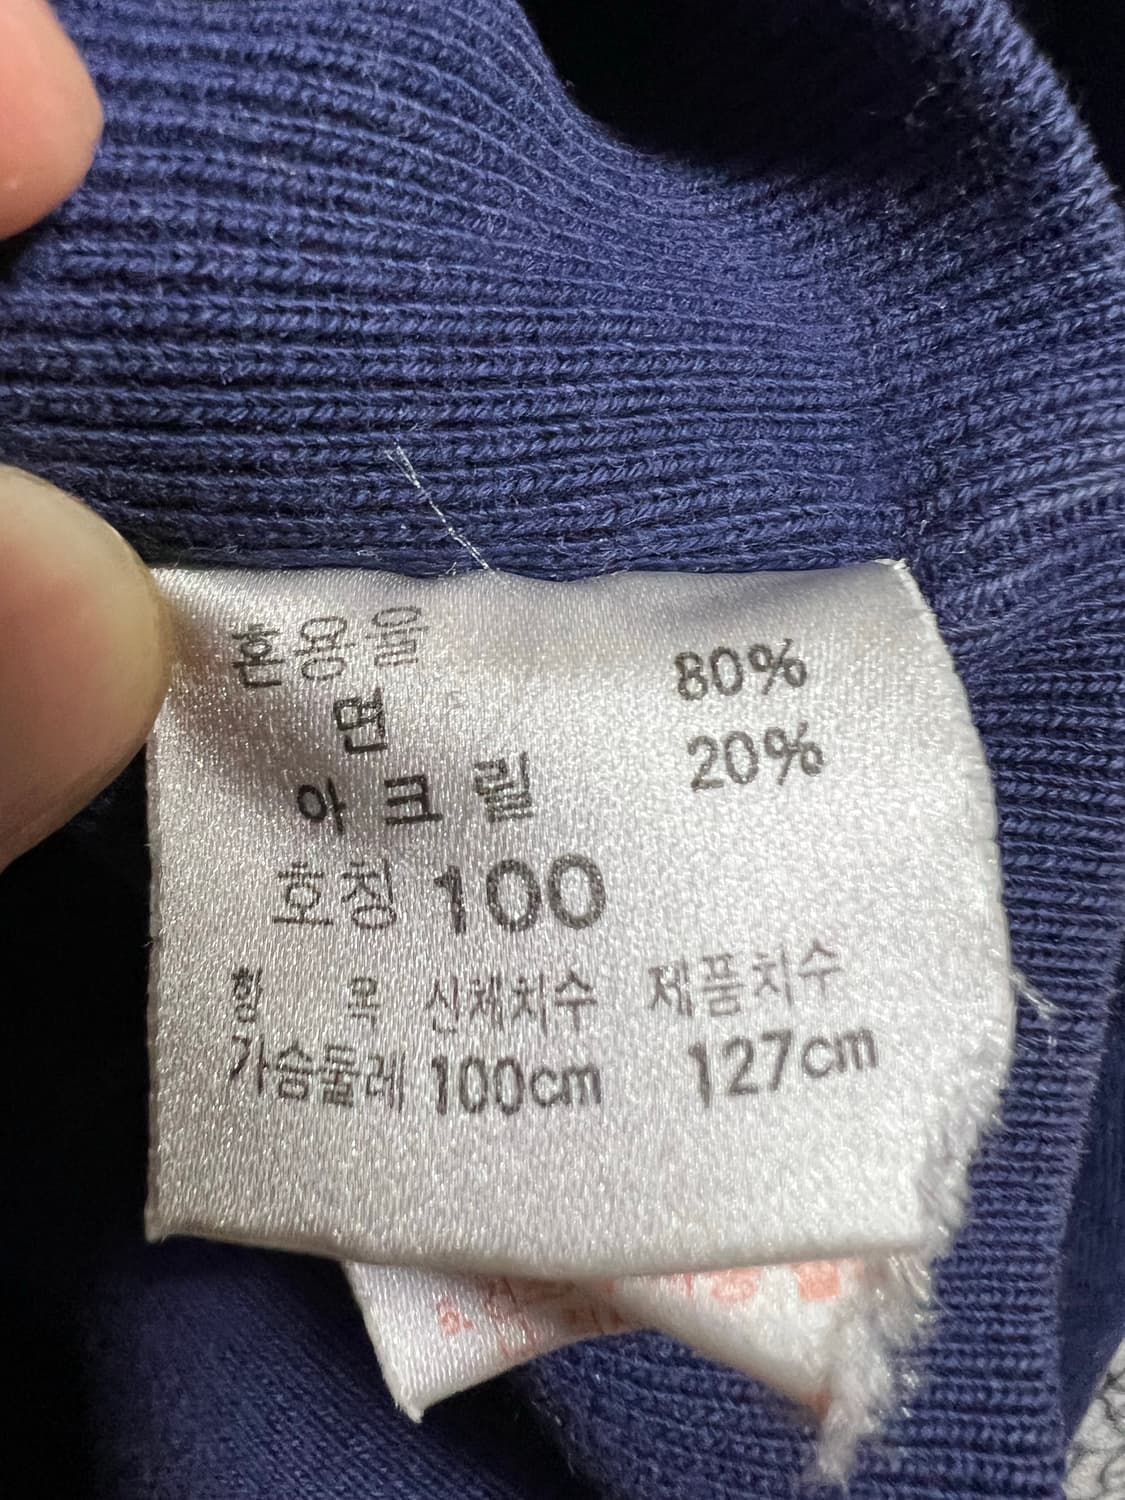 혼용율
면 80%
아크릴 20%
호칭 100
항 목 신체치수 제품치수
가슴둘레 100cm 127cm